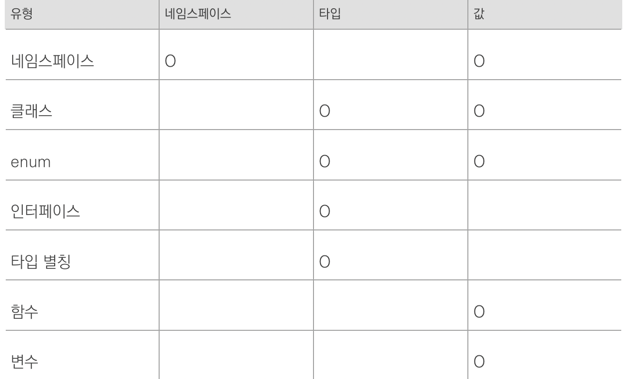 유형 네임스페이스 타입 값
네임스페이스 O O
클래스 O O
enum O O
인터페이스 O
타입 별칭 O
함수 O
변수 O